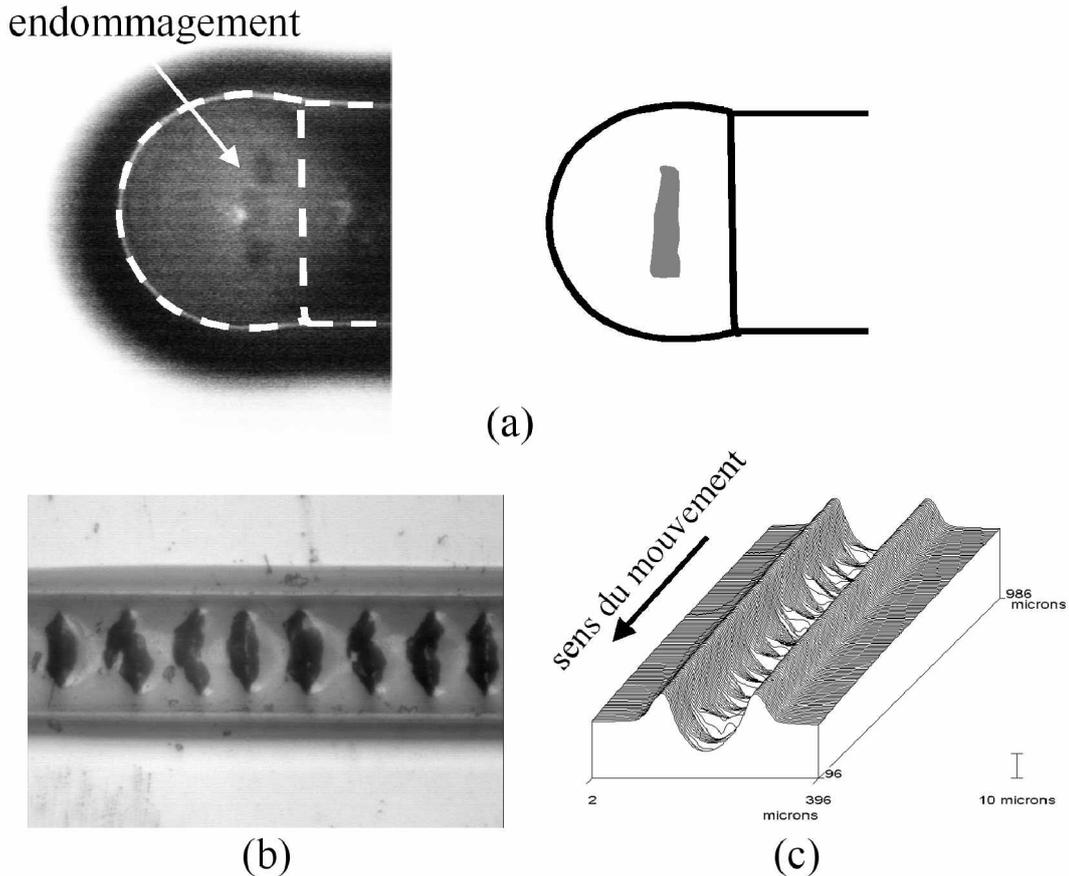 endommagement
(a)
sens du mouvement
986
microns
96
2
396
microns
10 microns
(b)
(c)